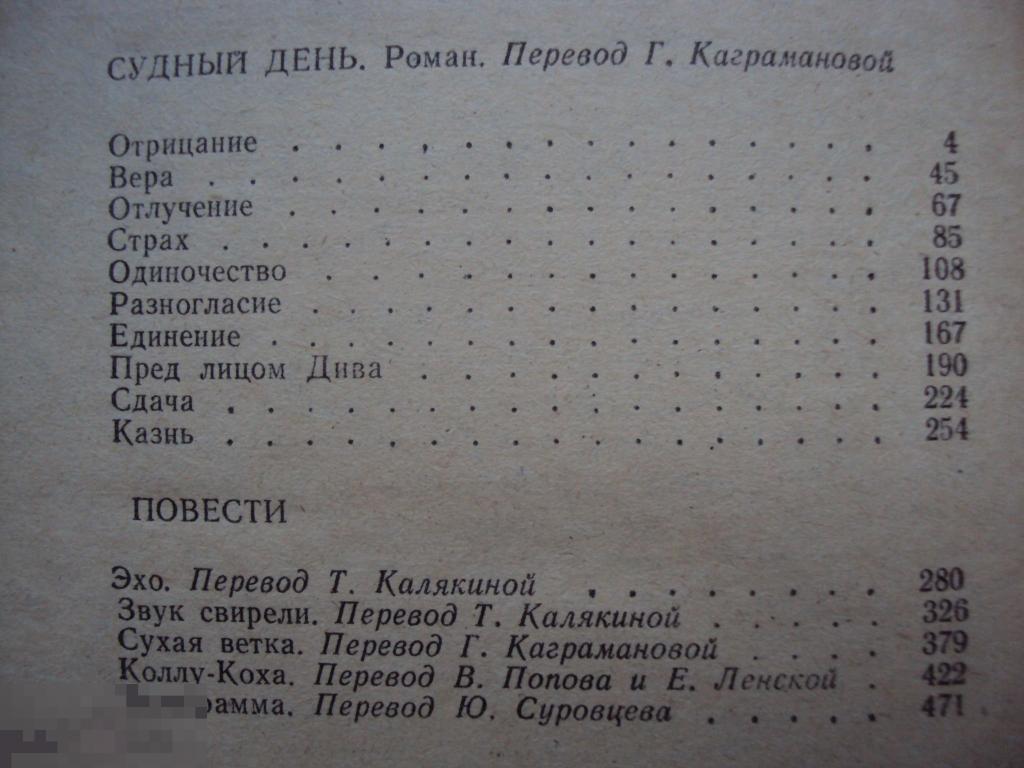 СУДНЫЙ ДЕНЬ. Роман. Перевод Г. Каграмановой
Отрицание . . . . . . . . . . . . . . 4
Вера . . . . . . . . . . . . . . . . 45
Отлучение . . . . . . . . . . . . . . 67
Страх . . . . . . . . . . . . . . . . 85
Одиночество . . . . . . . . . . . . . 108
Разногласие . . . . . . . . . . . . . . 131
Единение . . . . . . . . . . . . . . . 167
Пред лицом Дива . . . . . . . . . . . 190
Сдача . . . . . . . . . . . . . . . . 224
Казнь . . . . . . . . . . . . . . . . 254
ПОВЕСТИ
Эхо. Перевод Т. Калякиной . . . . . . . 280
Звук свирели. Перевод Т. Калякиной . . . . 326
Сухая ветка. Перевод Г. Каграмановой . . . . 379
Коллу-Коха. Перевод В. Попова и Е. Ленской . 422
Перевод Ю. Суровцева . . . . . 471